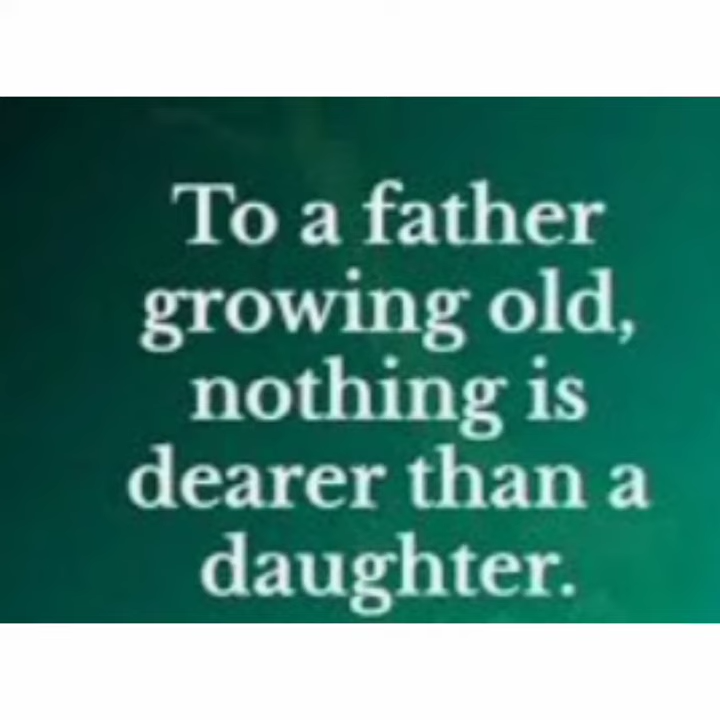 To a father
growing old,
nothing is
dearer than a
daughter.